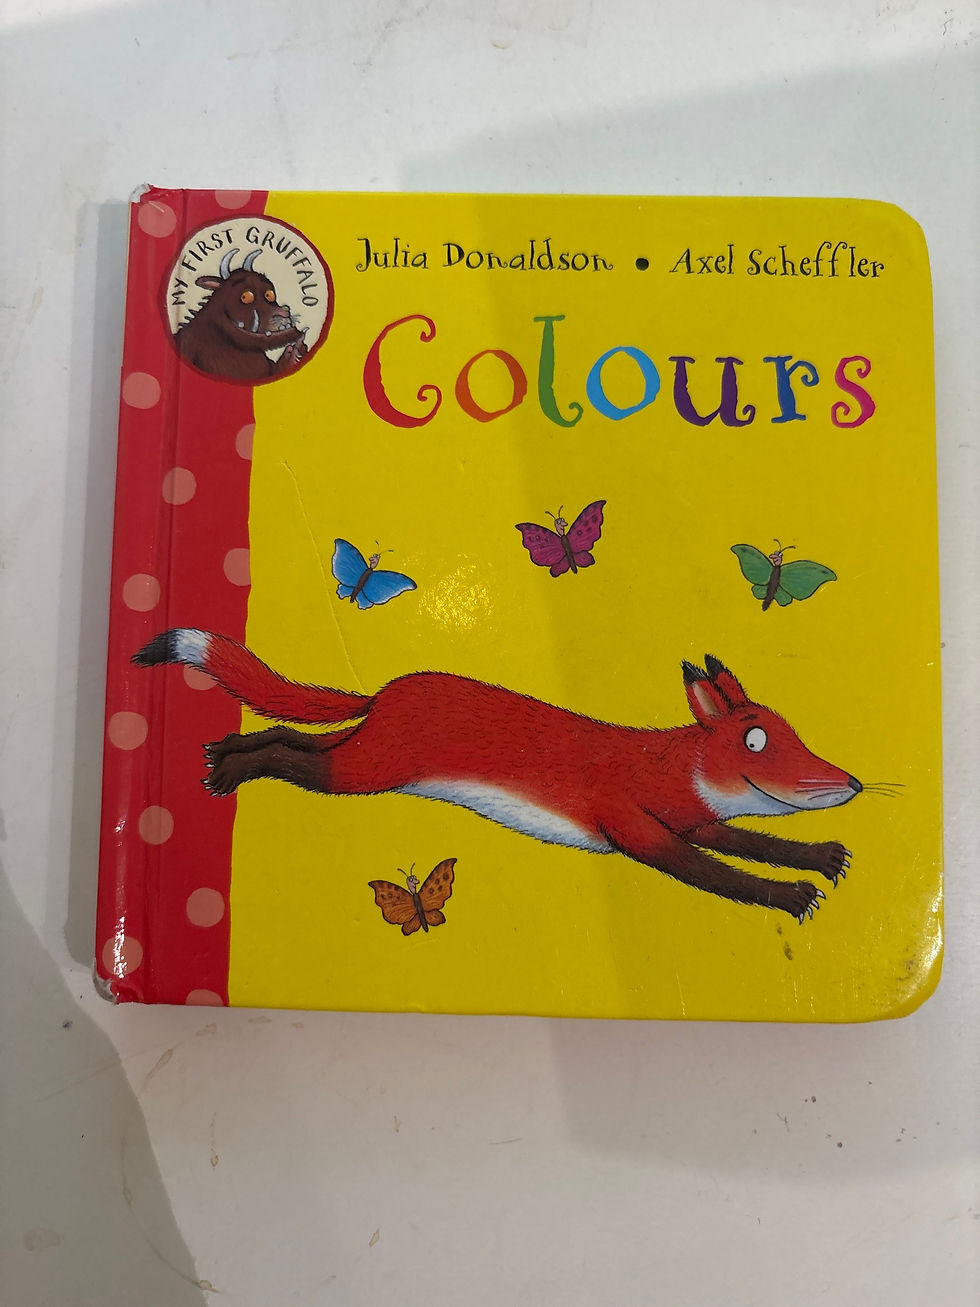 MY FIRST GRUFFALO
Julia Donaldson • Axel Scheffler
Colours